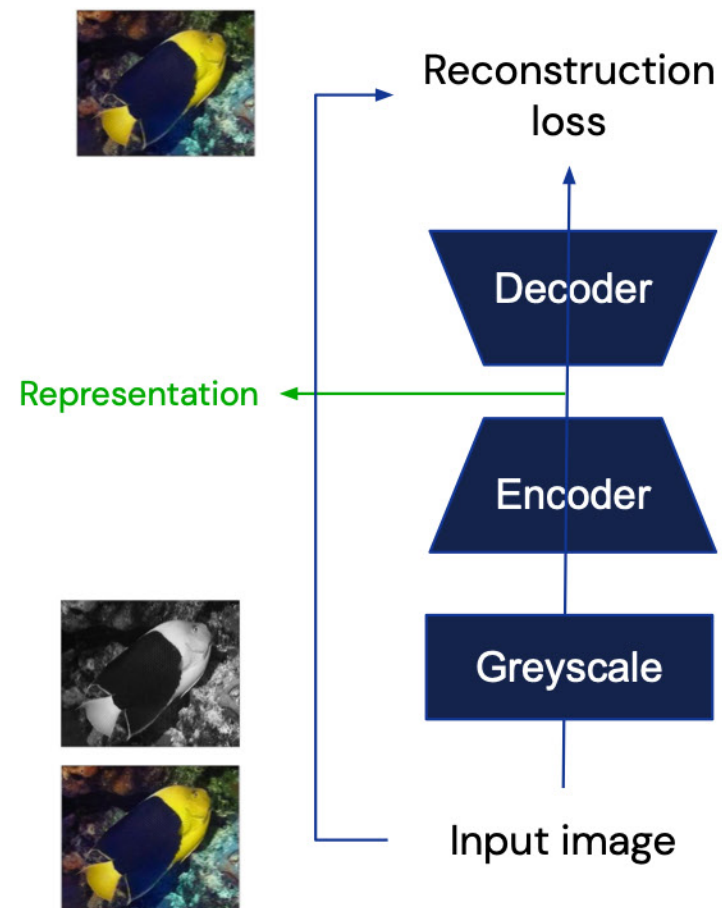 Reconstruction
loss
Decoder
Representation
Encoder
Greyscale
Input image